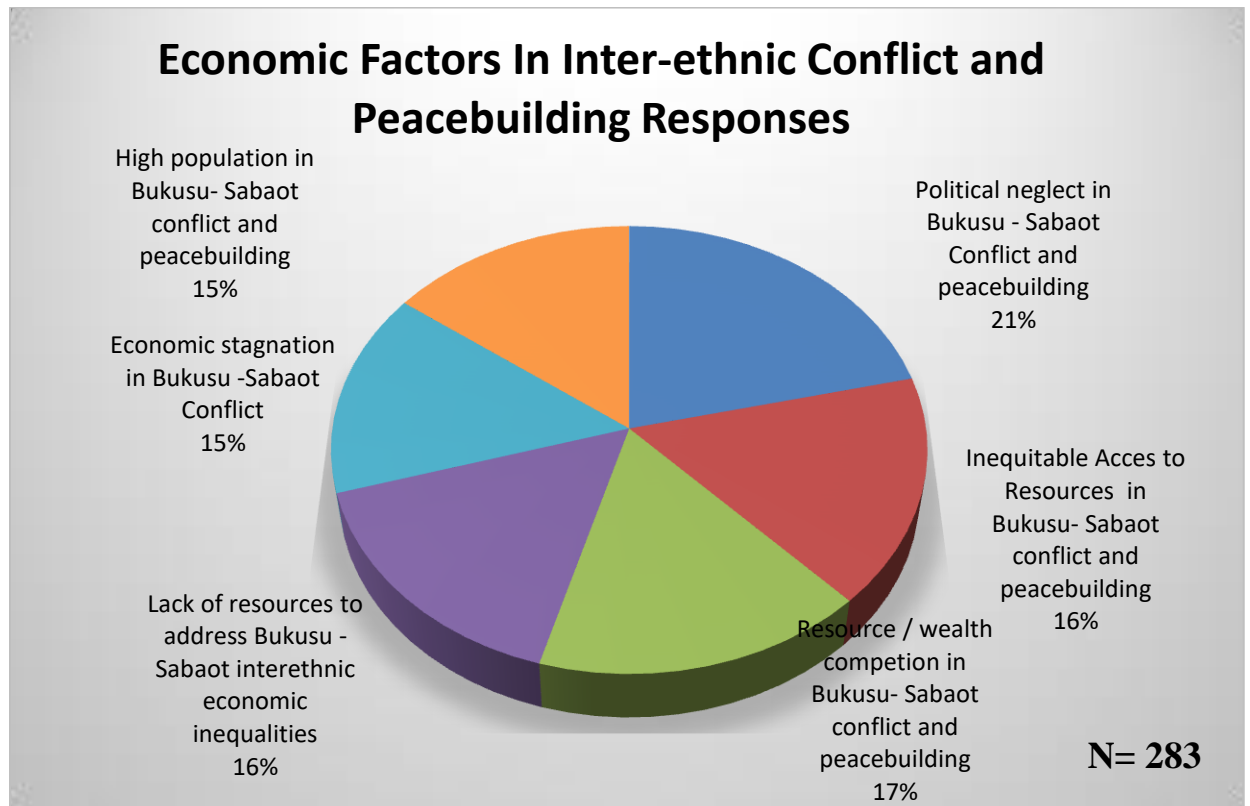 Economic Factors In Inter-ethnic Conflict and
Peacebuilding Responses
High population in
Bukusu- Sabaot
conflict and
peacebuilding
15%
Political neglect in
Bukusu - Sabaot
Conflict and
peacebuilding
21%
Economic stagnation
in Bukusu -Sabaot
Conflict
15%
Inequitable Acces to
Resources in
Bukusu- Sabaot
conflict and
peacebuilding
16%
Lack of resources to
address Bukusu -
Sabaot interethnic
economic
inequalities
16%
Resource / wealth
competion in
Bukusu- Sabaot
conflict and
peacebuilding
17%
N= 283